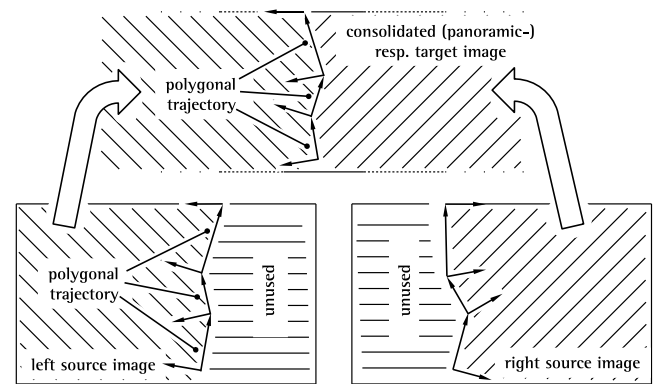 consolidated (panoramic-)
resp. target image
polygonal
trajectory
polygonal
trajectory
unused
left source image
unused
right source image